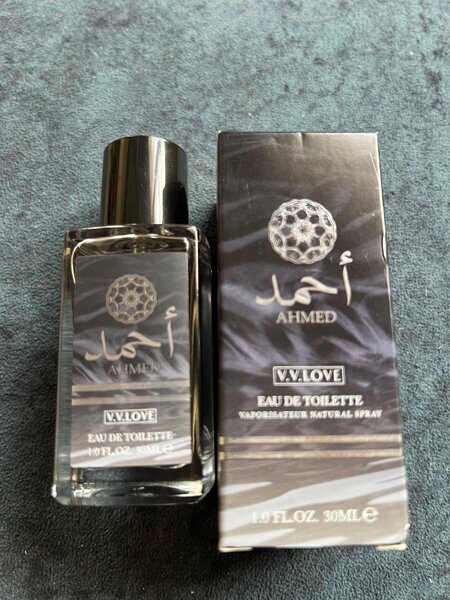 أحمد
AHMED
V.V.LOVE
EAU DE TOILETTE
1.0 FL.OZ. 30ML
أحمد
AHMED
V.V.LOVE
EAU DE TOILETTE
VAPORISATEUR NATURAL SPRAY
1.0 FL.OZ. 30ML℮